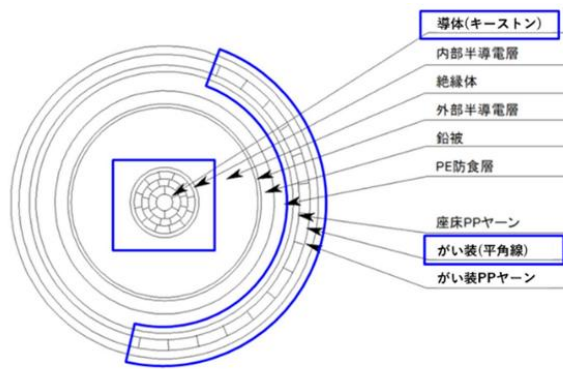 導体(キーストン)
内部半導電層
絶縁体
外部半導電層
鉛被
PE防食層
座床PPヤーン
がい装(平角線)
がい装PPヤーン